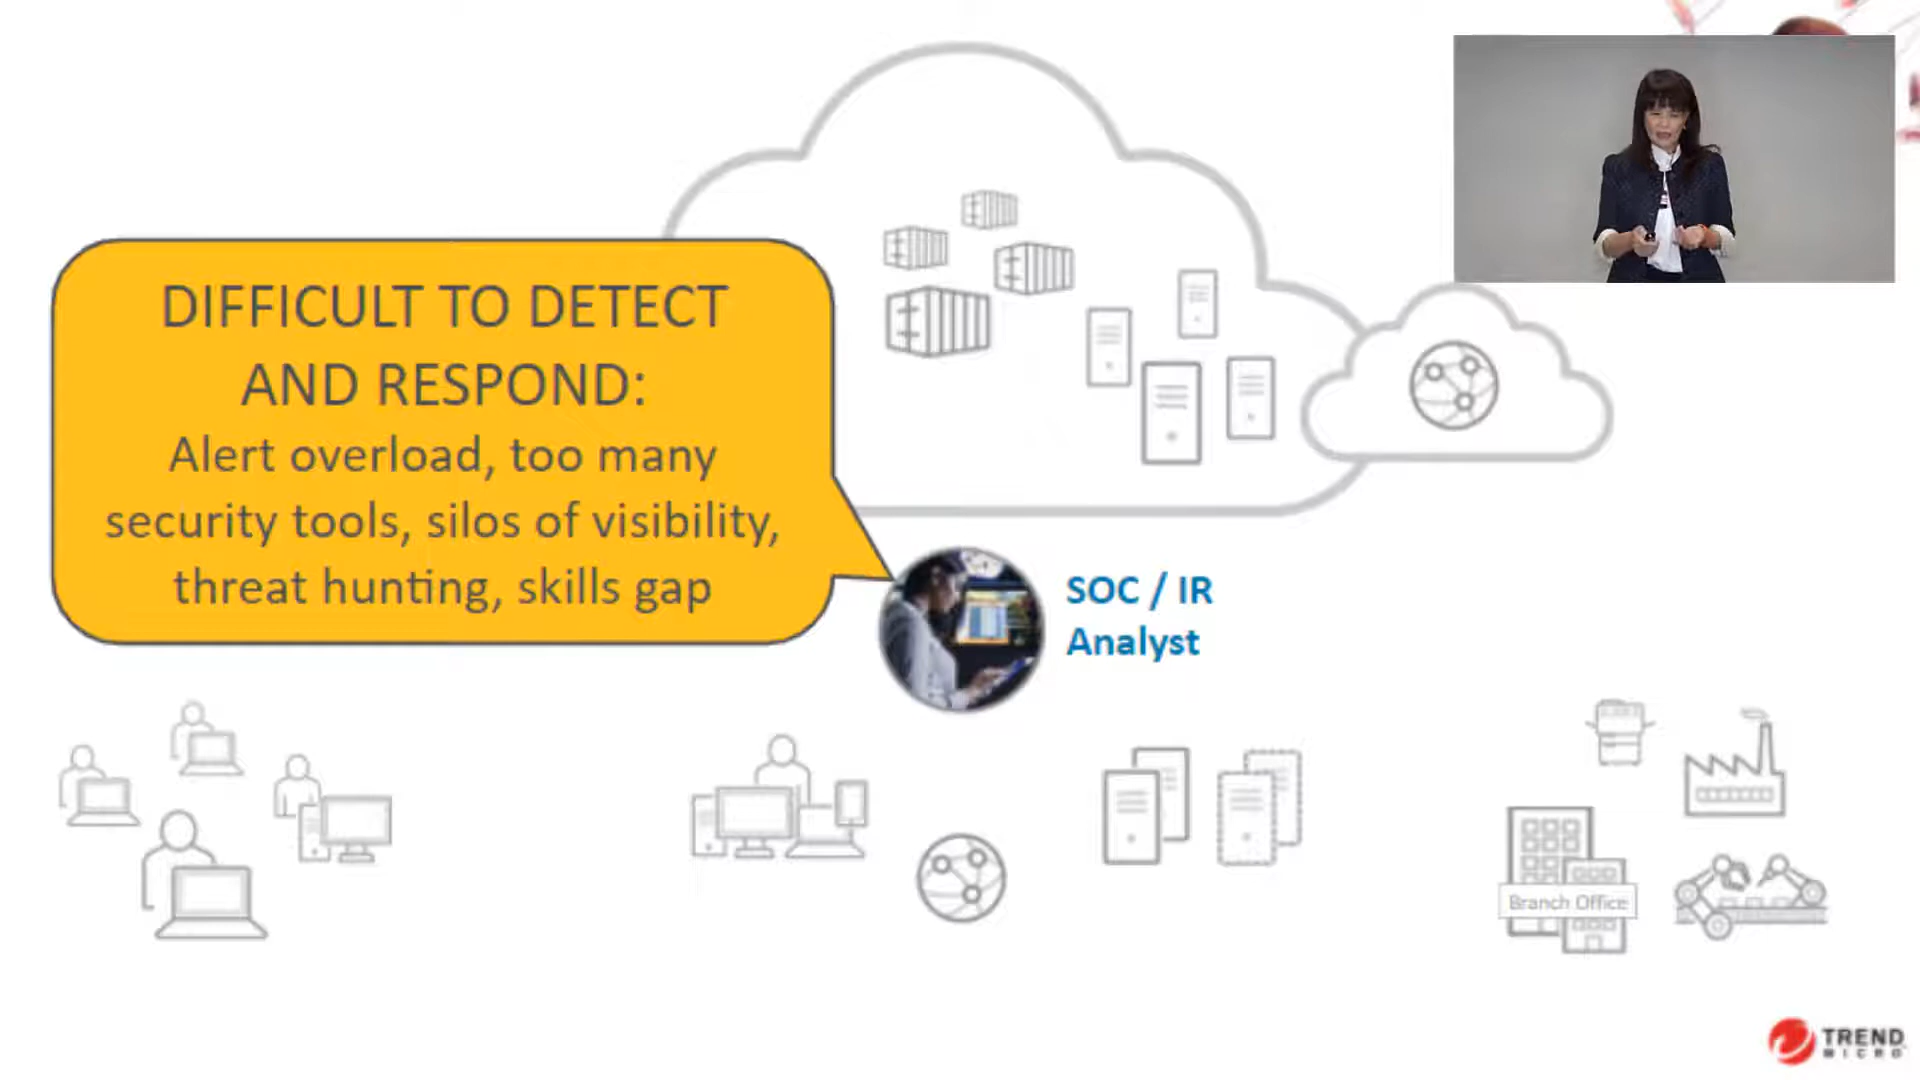 DIFFICULT TO DETECT
AND RESPOND:
Alert overload, too many
security tools, silos of visibility,
threat hunting, skills gap
SOC / IR
Analyst
Branch Office
TREND
MICRO